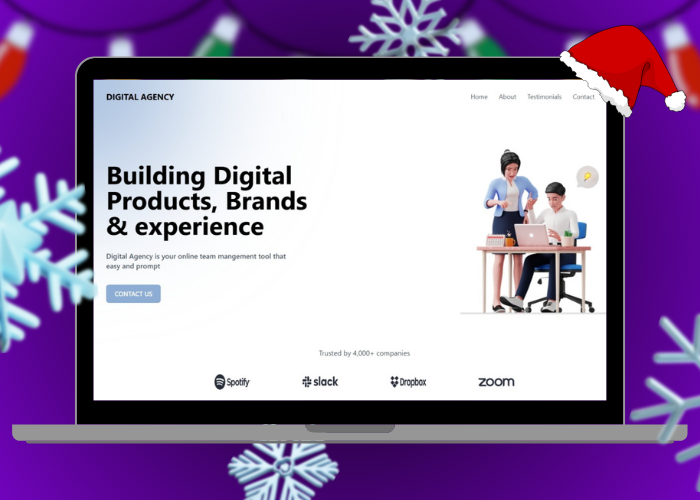 DIGITAL AGENCY
Home About Testimonials Contact
Building Digital
Products, Brands
& experience
Digital Agency is your online team mangement tool that
easy and prompt
CONTACT US
Trusted by 4,000+ companies
Spotify slack Dropbox zoom